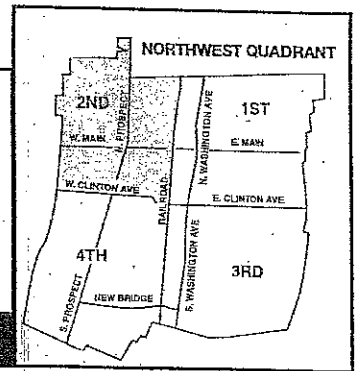 NORTHWEST QUADRANT
2ND
N. PROSPECT
N. WASHINGTON AVE
1ST
W. MAIN
E. MAIN
W. CLINTON AVE
RAILROAD
E. CLINTON AVE
4TH
S. PROSPECT
NEW BRIDGE
S. WASHINGTON AVE
3RD